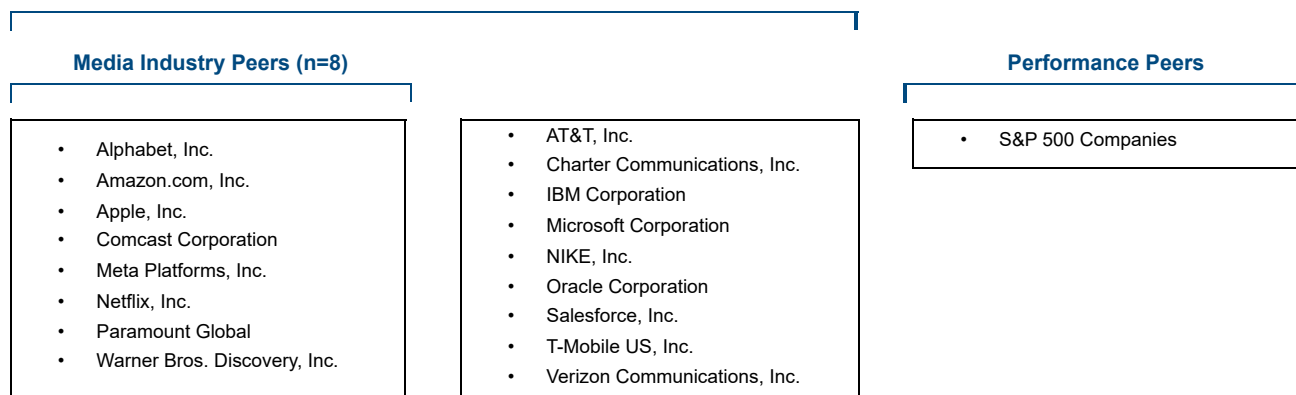 Media Industry Peers (n=8)
• Alphabet, Inc.
• Amazon.com, Inc.
• Apple, Inc.
• Comcast Corporation
• Meta Platforms, Inc.
• Netflix, Inc.
• Paramount Global
• Warner Bros. Discovery, Inc.
• AT&T, Inc.
• Charter Communications, Inc.
• IBM Corporation
• Microsoft Corporation
• NIKE, Inc.
• Oracle Corporation
• Salesforce, Inc.
• T-Mobile US, Inc.
• Verizon Communications, Inc.
Performance Peers
• S&P 500 Companies